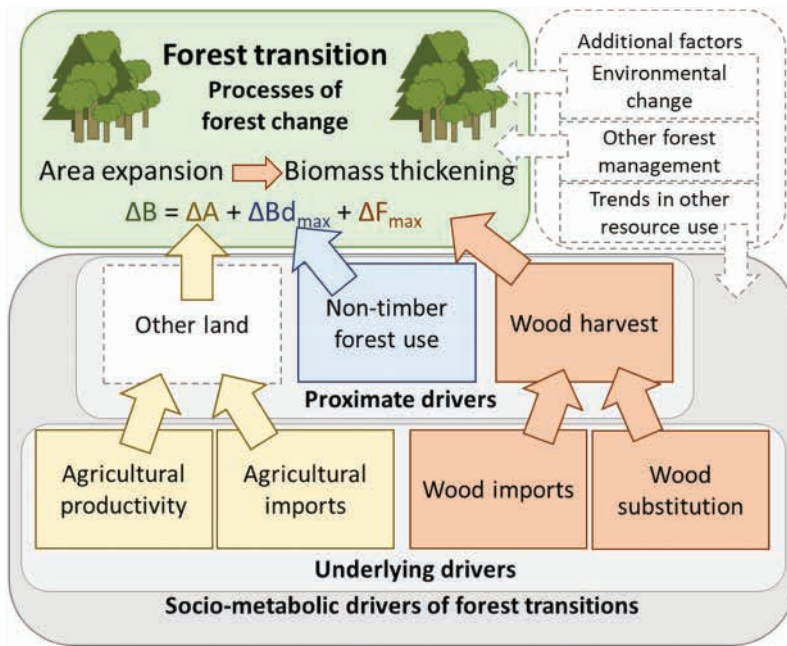 Forest transition
Processes of
forest change
Area expansion
Biomass thickening
ΔB = ΔA + ΔBd_max + ΔF_max
Additional factors
Environmental
change
Other forest
management
Trends in other
resource use
Other land
Non-timber
forest use
Wood harvest
Proximate drivers
Agricultural
productivity
Agricultural
imports
Wood imports
Wood
substitution
Underlying drivers
Socio-metabolic drivers of forest transitions